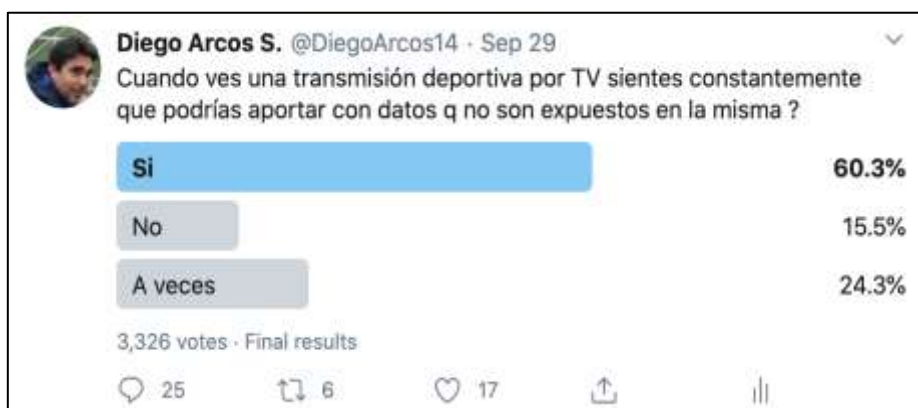 Diego Arcos S. @DiegoArcos14 · Sep 29
Cuando ves una transmisión deportiva por TV sientes constantemente
que podrías aportar con datos q no son expuestos en la misma ?
Si 60.3%
No 15.5%
A veces 24.3%
3,326 votes · Final results
25 6 17